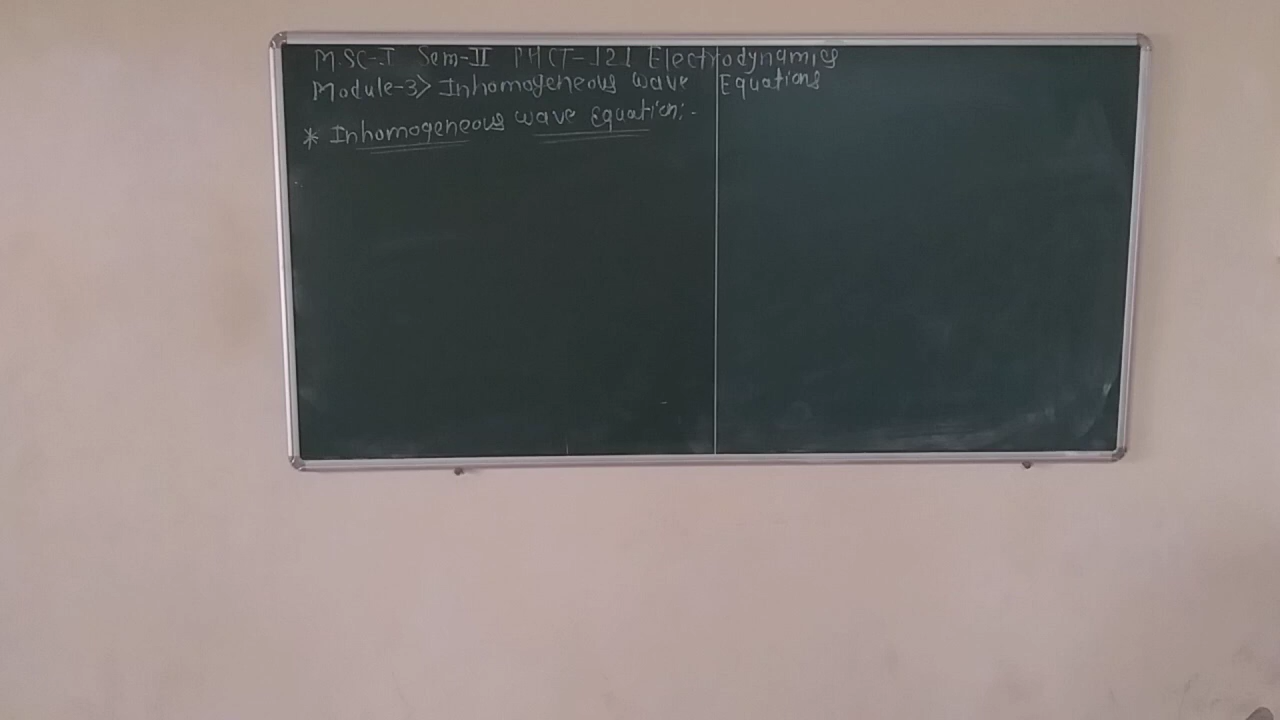 M.SC-I Sem-II PHCT-121 Electrodynamics
Module-3> Inhomogeneous wave Equations
* Inhomogeneous wave Equation:-